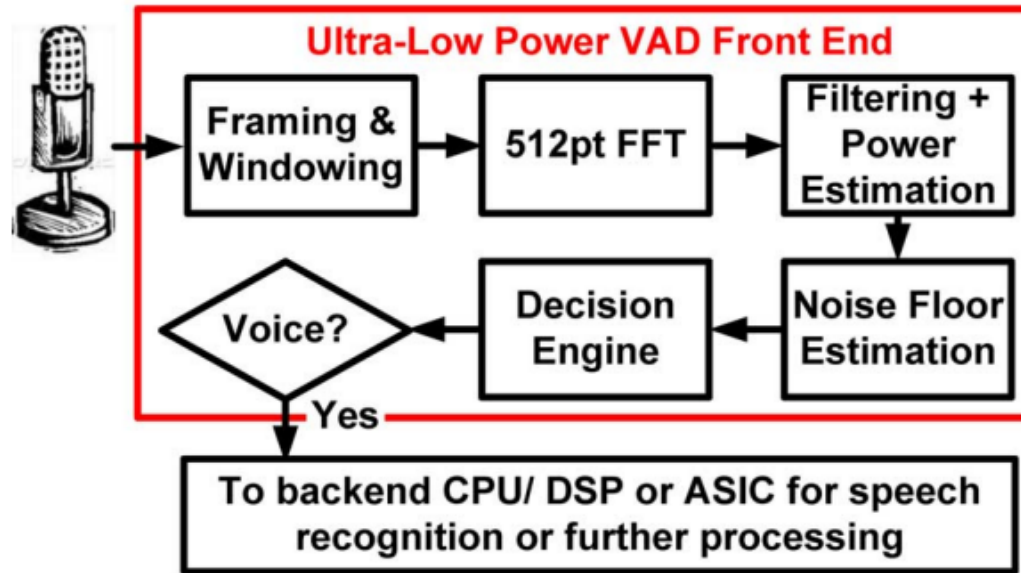 Ultra-Low Power VAD Front End
Framing &
Windowing
512pt FFT
Filtering +
Power
Estimation
Noise Floor
Estimation
Decision
Engine
Voice?
Yes
To backend CPU/ DSP or ASIC for speech
recognition or further processing